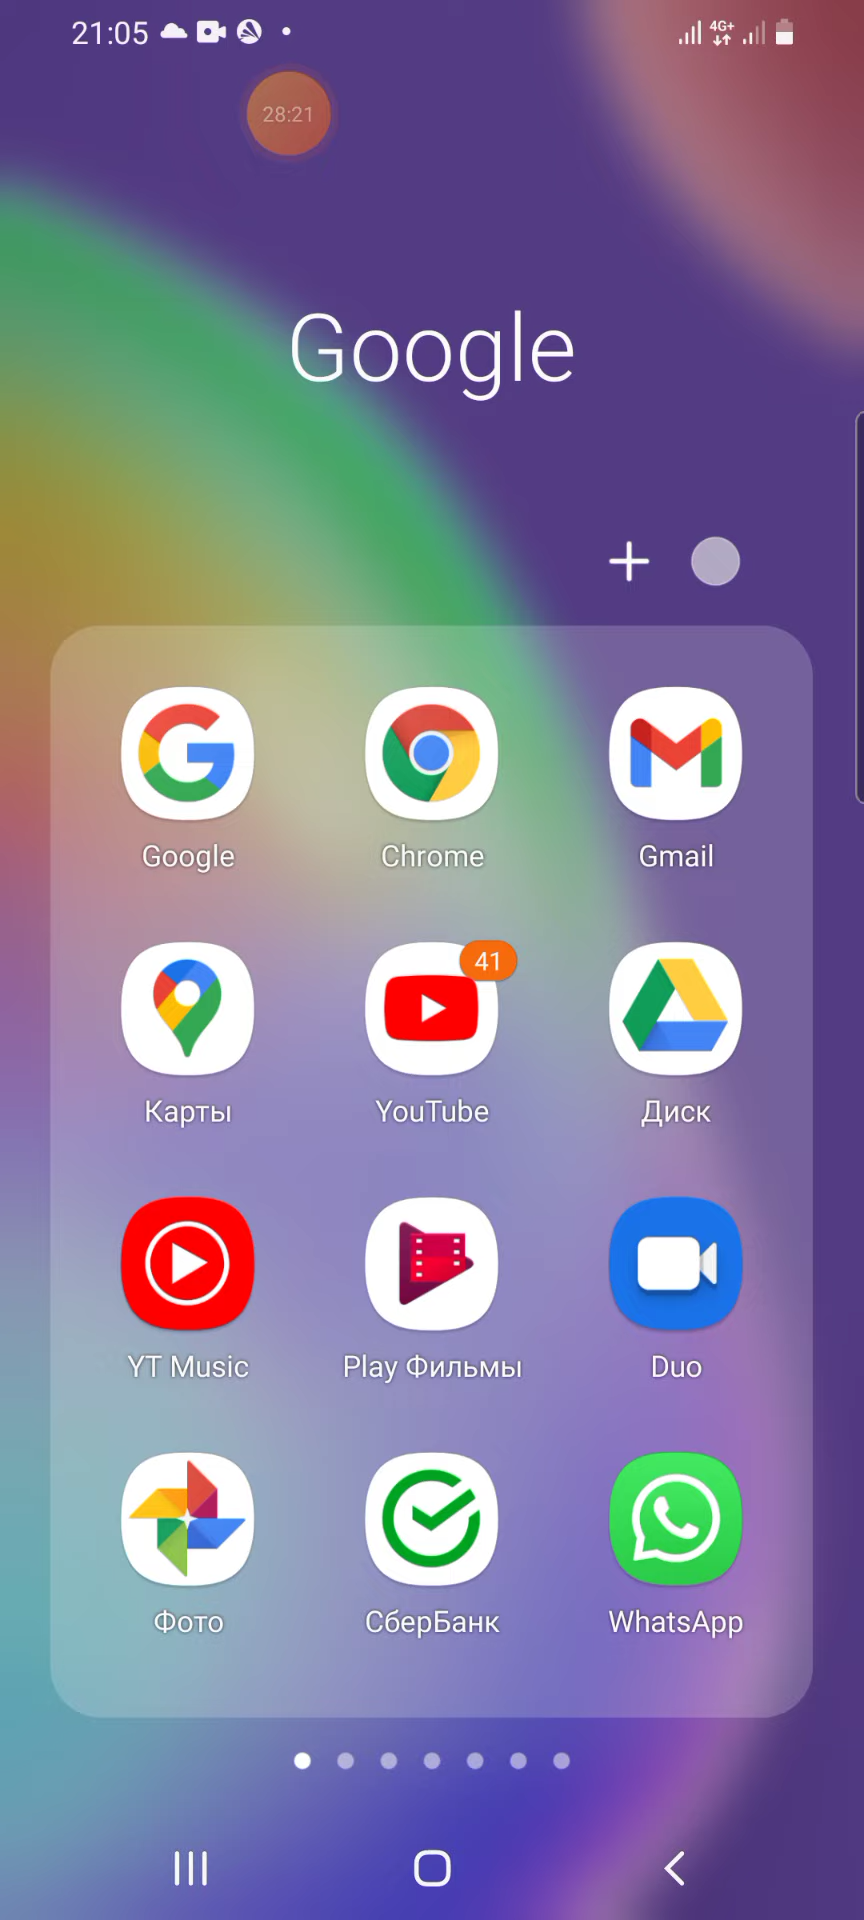 21:05
4G+
28:21
Google
Google Chrome Gmail
41
Карты YouTube Диск
YT Music Play Фильмы Duo
Фото СберБанк WhatsApp